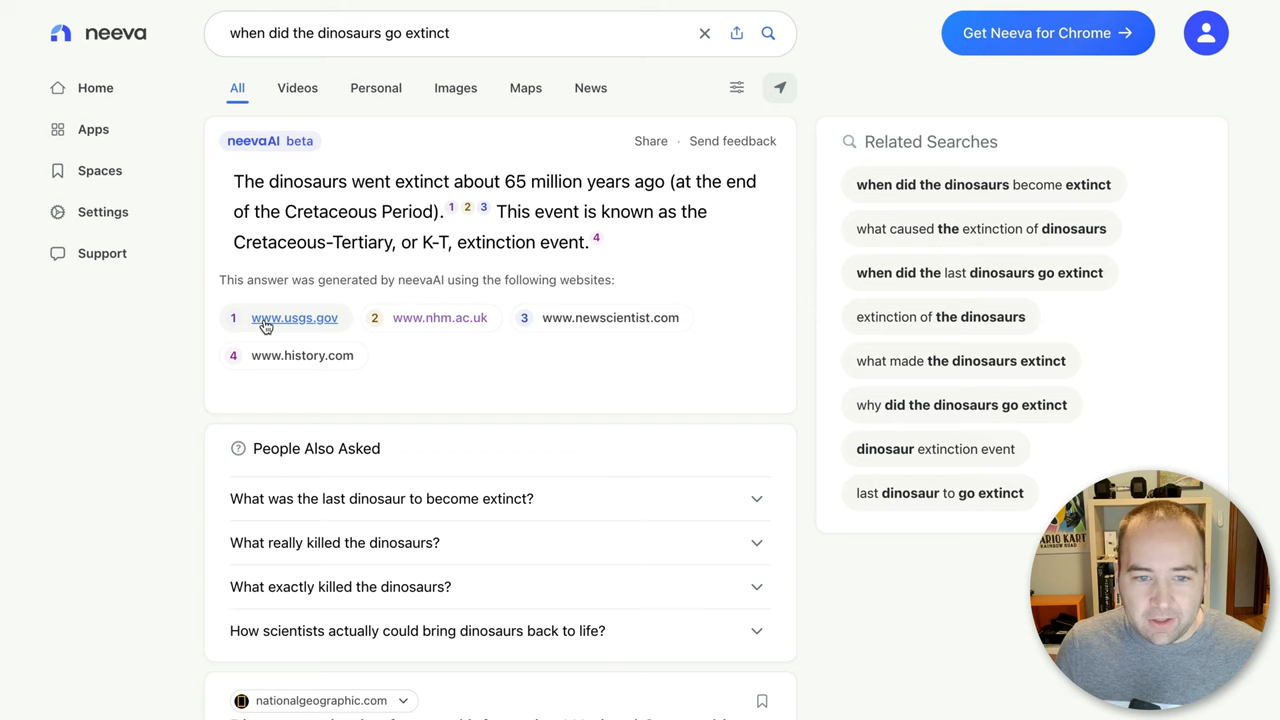 neeva
when did the dinosaurs go extinct
Get Neeva for Chrome →
Home
Apps
Spaces
Settings
Support
All
Videos
Personal
Images
Maps
News
neevaAI beta
Share · Send feedback
The dinosaurs went extinct about 65 million years ago (at the end
of the Cretaceous Period). 1 2 3 This event is known as the
Cretaceous-Tertiary, or K-T, extinction event. 4
This answer was generated by neevaAI using the following websites:
1 www.usgs.gov
2 www.nhm.ac.uk
3 www.newscientist.com
4 www.history.com
People Also Asked
What was the last dinosaur to become extinct?
What really killed the dinosaurs?
What exactly killed the dinosaurs?
How scientists actually could bring dinosaurs back to life?
nationalgeographic.com
Related Searches
when did the dinosaurs become extinct
what caused the extinction of dinosaurs
when did the last dinosaurs go extinct
extinction of the dinosaurs
what made the dinosaurs extinct
why did the dinosaurs go extinct
dinosaur extinction event
last dinosaur to go extinct
MARIO KART
RAINBOW ROAD